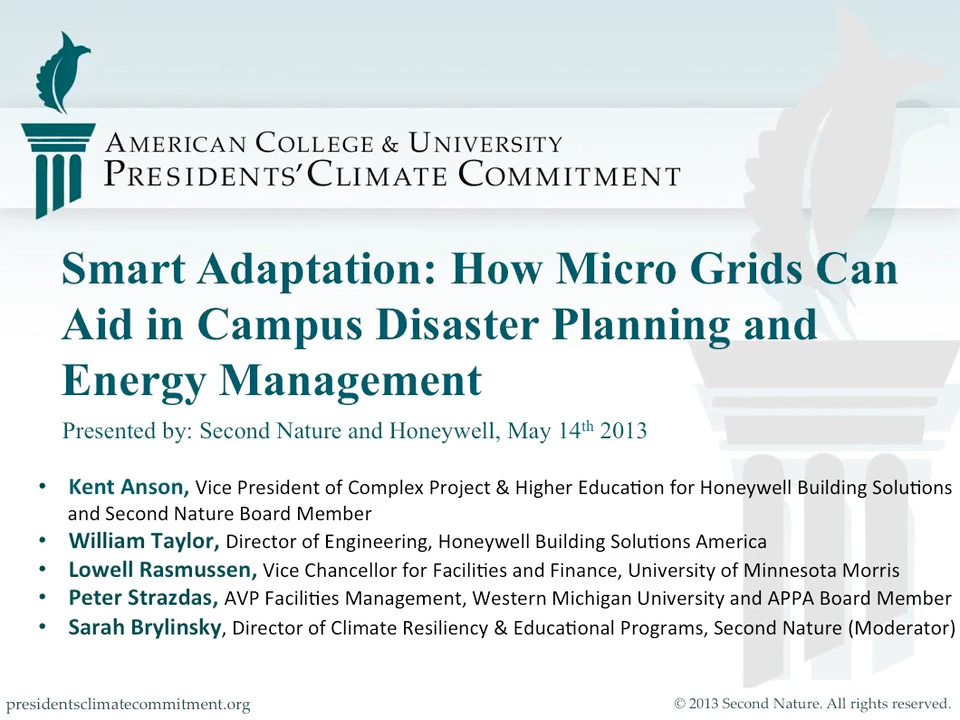 AMERICAN COLLEGE & UNIVERSITY
PRESIDENTS' CLIMATE COMMITMENT
Smart Adaptation: How Micro Grids Can
Aid in Campus Disaster Planning and
Energy Management
Presented by: Second Nature and Honeywell, May 14th 2013
• Kent Anson, Vice President of Complex Project & Higher Education for Honeywell Building Solutions
and Second Nature Board Member
• William Taylor, Director of Engineering, Honeywell Building Solutions America
• Lowell Rasmussen, Vice Chancellor for Facilities and Finance, University of Minnesota Morris
• Peter Strazdas, AVP Facilities Management, Western Michigan University and APPA Board Member
• Sarah Brylinsky, Director of Climate Resiliency & Educational Programs, Second Nature (Moderator)
presidentsclimatecommitment.org
© 2013 Second Nature. All rights reserved.